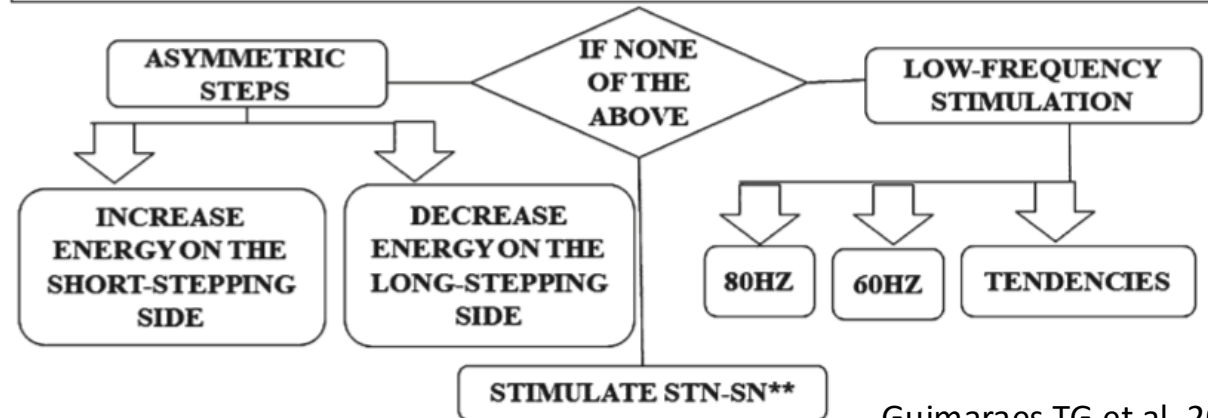 ASYMMETRIC
STEPS
IF NONE
OF THE
ABOVE
LOW-FREQUENCY
STIMULATION
INCREASE
ENERGY ON THE
SHORT-STEPPING
SIDE
DECREASE
ENERGY ON THE
LONG-STEPPING
SIDE
80HZ
60HZ
TENDENCIES
STIMULATE STN-SN**
Guimaraes TG et al,